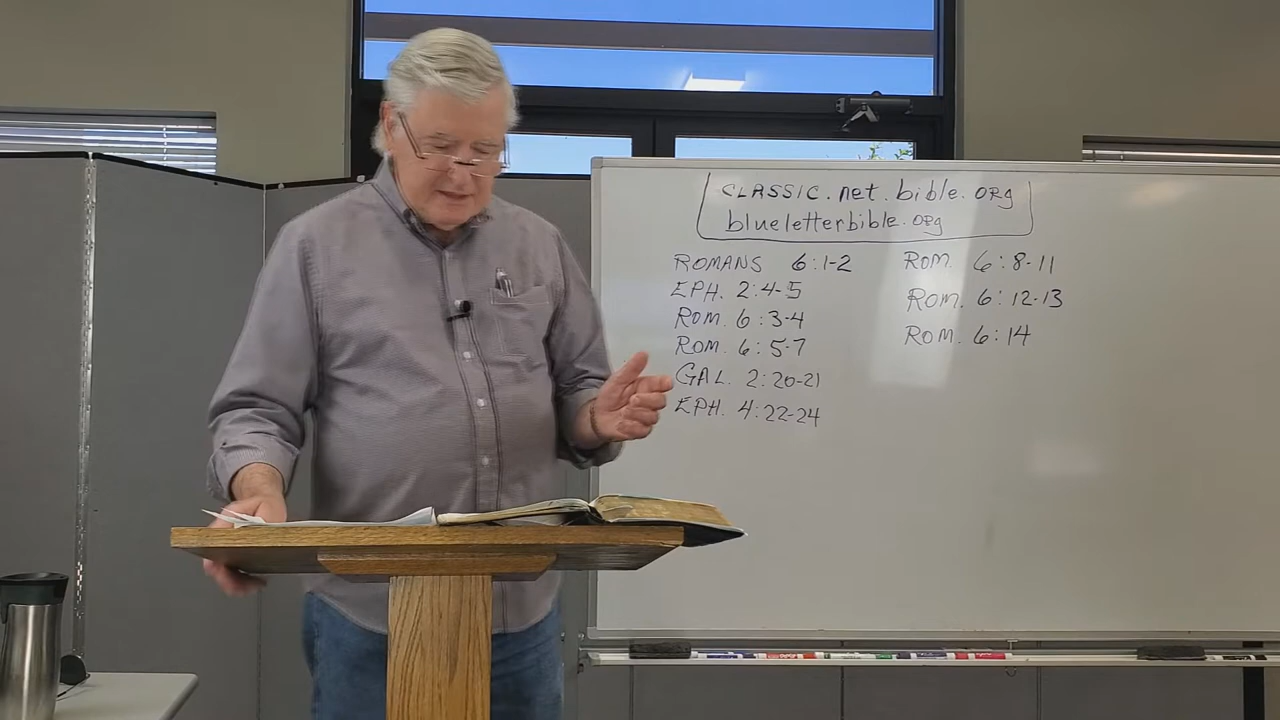 CLASSIC.net.bible.ORg
blueletterbible.org
ROMANS 6:1-2
EPH. 2:4-5
ROM. 6:3-4
ROM. 6:5-7
GAL. 2:20-21
EPH. 4:22-24
ROM. 6:8-11
ROM. 6:12-13
ROM. 6:14